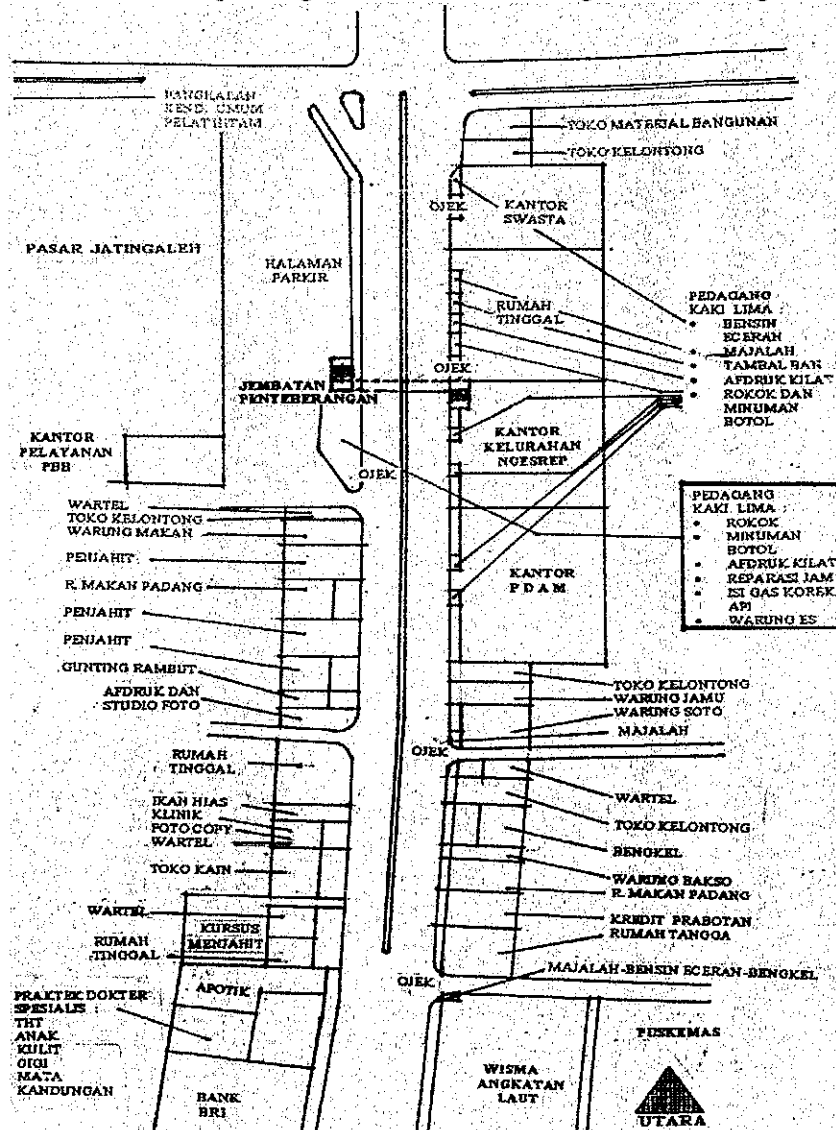 PANGKALAN
KEND. UMUM
PELATHITAM
TOKO MATERIAL BANGUNAN
TOKO KELONTONG
OJEK
KANTOR
SWASTA
PASAR JATINGALEH
HALAMAN
PARKIR
RUMAH
TINGGAL
PEDAGANG
KAKI LIMA :
• BENSIN
ECERAN
• MAJALAH
• TAMBAL BAN
• AFDRUK KILAT
• ROKOK DAN
MINUMAN
BOTOL
OJEK
JEMBATAN
PENYEBERANGAN
KANTOR
PELAYANAN
PBB
KANTOR
KELURAHAN
NGESREP
OJEK
PEDAGANG
KAKI LIMA :
• ROKOK
• MINUMAN
BOTOL
• AFDRUK KILAT
• REPARASI JAM
• ISI GAS KOREK
API
• WARUNG ES
WARTEL
TOKO KELONTONG
WARUNG MAKAN
PENJAHIT
R. MAKAN PADANG
PENJAHIT
PENJAHIT
GUNTING RAMBUT
AFDRUK DAN
STUDIO FOTO
KANTOR
PDAM
TOKO KELONTONG
WARUNG JAMU
WARUNG SOTO
MAJALAH
OJEK
RUMAH
TINGGAL
IKAN HIAS
KLINIK
FOTO COPY
WARTEL
TOKO KAIN
WARTEL
KURSUS
MENJAHIT
RUMAH
TINGGAL
WARTEL
TOKO KELONTONG
BENGKEL
WARUNG BAKSO
R. MAKAN PADANG
KREDIT PRABOTAN
RUMAH TANGGA
OJEK
MAJALAH-BENSIN ECERAN-BENGKEL
APOTIK
PRAKTEK DOKTER
SPESIALIS :
THT
ANAK
KULIT
GIGI
MATA
KANDUNGAN
BANK
BRI
WISMA
ANGKATAN
LAUT
PUSKEMAS
UTARA